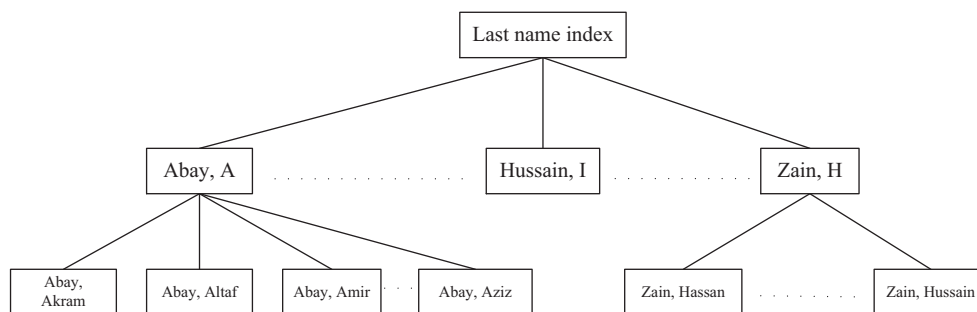 Last name index
Abay, A
Hussain, I
Zain, H
Abay,
Akram
Abay, Altaf
Abay, Amir
Abay, Aziz
Zain, Hassan
Zain, Hussain